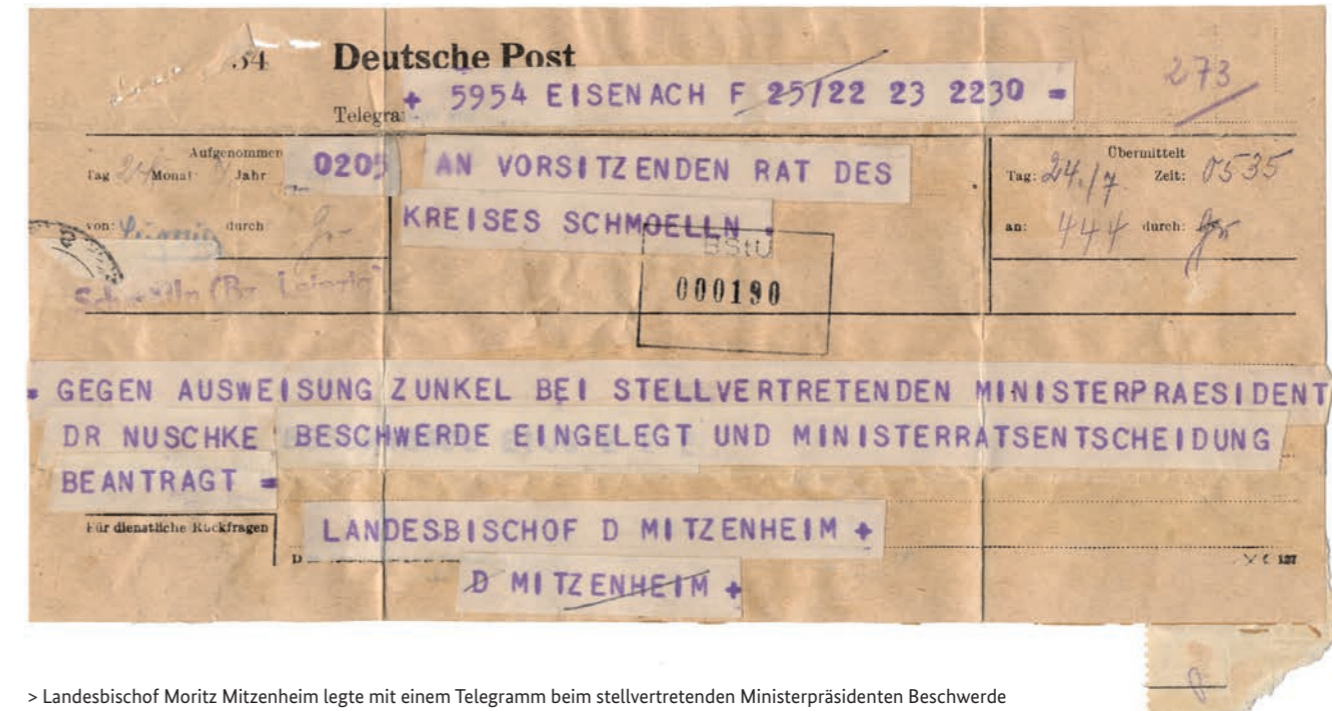 54 Deutsche Post
273
+ 5954 EISENACH F 25/22 23 2230 =
Aufgenommen
Tag Monat Jahr
0205 AN VORSITZENDEN RAT DES
KREISES SCHMOELLN =
von: durch:
Übermittelt
Tag: 24./7. Zeit: 0535
an: 444 durch:
BStU
000190
= GEGEN AUSWEISUNG ZUNKEL BEI STELLVERTRETENDEN MINISTERPRAESIDENT
DR NUSCHKE BESCHWERDE EINGELEGT UND MINISTERRATSENTSCHEIDUNG
BEANTRAGT =
Für dienstliche Rückfragen
LANDESBISCHOF D MITZENHEIM +
D MITZENHEIM +
C 187
> Landesbischof Moritz Mitzenheim legte mit einem Telegramm beim stellvertretenden Ministerpräsidenten Beschwerde